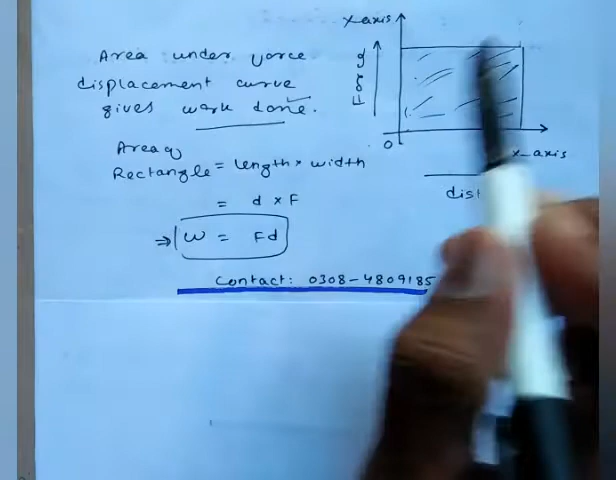 x-axis
Area under force
displacement curve
gives work done.
Force
0
x-axis
Area of
Rectangle = length × width
= d × F
⇒ W = Fd
Contact: 0308-4809185